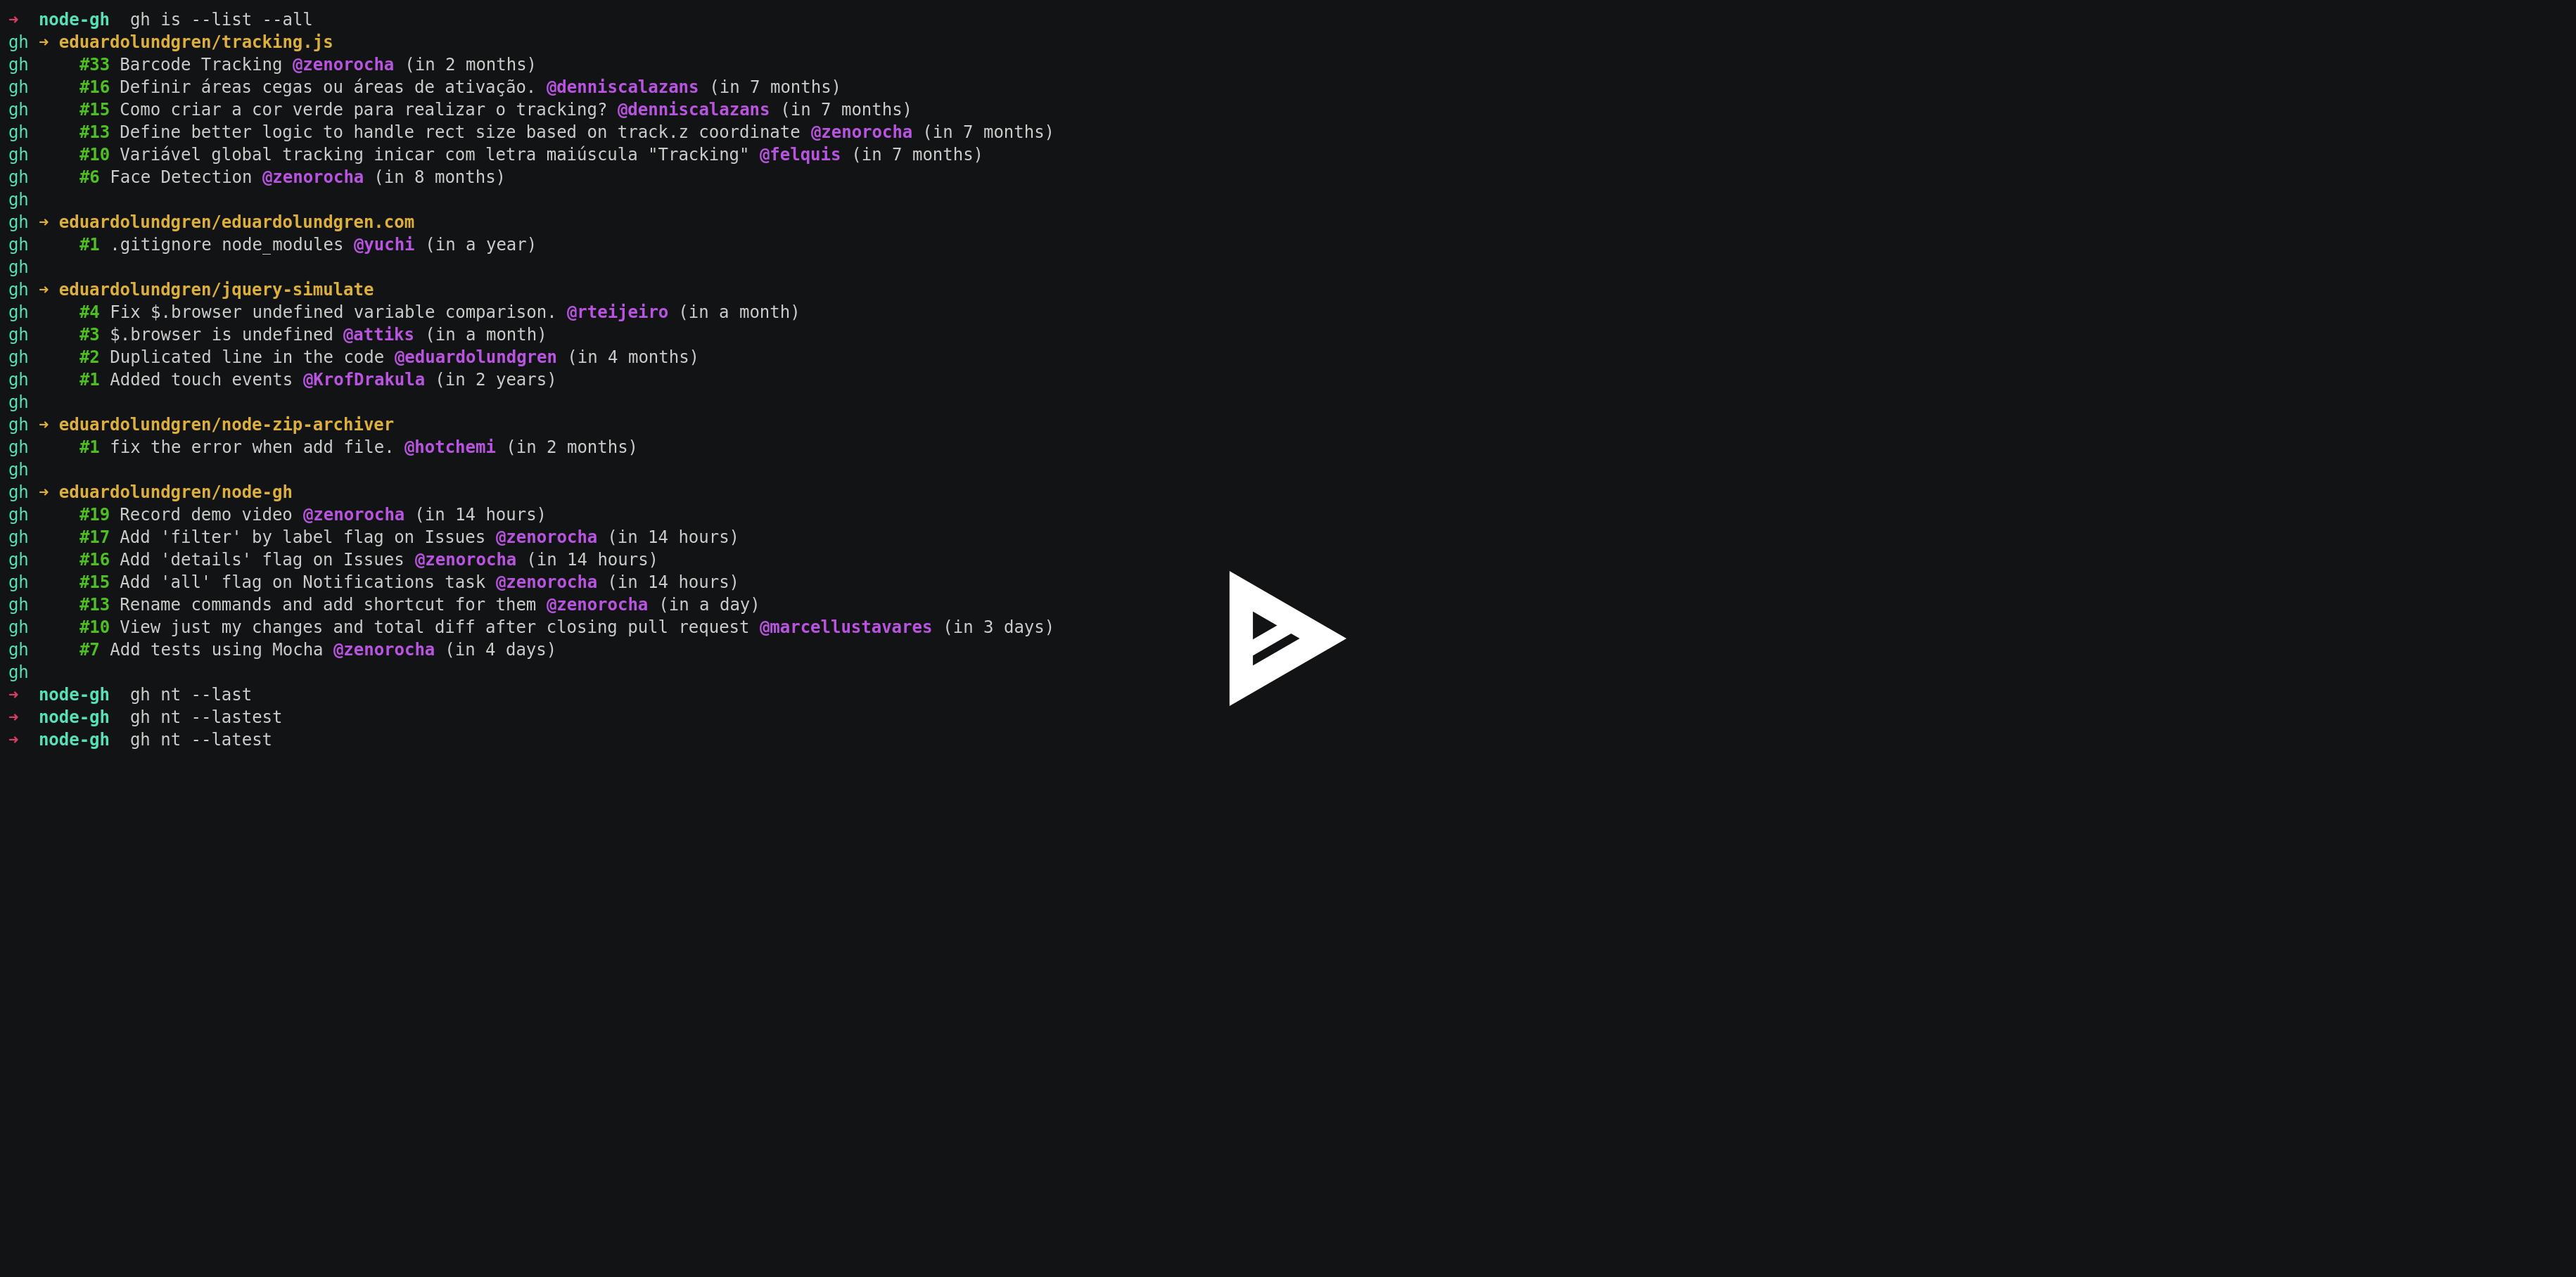 ➜  node-gh  gh is --list --all
gh ➜ eduardolundgren/tracking.js
gh     #33 Barcode Tracking @zenorocha (in 2 months)
gh     #16 Definir áreas cegas ou áreas de ativação. @denniscalazans (in 7 months)
gh     #15 Como criar a cor verde para realizar o tracking? @denniscalazans (in 7 months)
gh     #13 Define better logic to handle rect size based on track.z coordinate @zenorocha (in 7 months)
gh     #10 Variável global tracking inicar com letra maiúscula "Tracking" @felquis (in 7 months)
gh     #6 Face Detection @zenorocha (in 8 months)
gh
gh ➜ eduardolundgren/eduardolundgren.com
gh     #1 .gitignore node_modules @yuchi (in a year)
gh
gh ➜ eduardolundgren/jquery-simulate
gh     #4 Fix $.browser undefined variable comparison. @rteijeiro (in a month)
gh     #3 $.browser is undefined @attiks (in a month)
gh     #2 Duplicated line in the code @eduardolundgren (in 4 months)
gh     #1 Added touch events @KrofDrakula (in 2 years)
gh
gh ➜ eduardolundgren/node-zip-archiver
gh     #1 fix the error when add file. @hotchemi (in 2 months)
gh
gh ➜ eduardolundgren/node-gh
gh     #19 Record demo video @zenorocha (in 14 hours)
gh     #17 Add 'filter' by label flag on Issues @zenorocha (in 14 hours)
gh     #16 Add 'details' flag on Issues @zenorocha (in 14 hours)
gh     #15 Add 'all' flag on Notifications task @zenorocha (in 14 hours)
gh     #13 Rename commands and add shortcut for them @zenorocha (in a day)
gh     #10 View just my changes and total diff after closing pull request @marcellustavares (in 3 days)
gh     #7 Add tests using Mocha @zenorocha (in 4 days)
gh
➜  node-gh  gh nt --last
➜  node-gh  gh nt --lastest
➜  node-gh  gh nt --latest